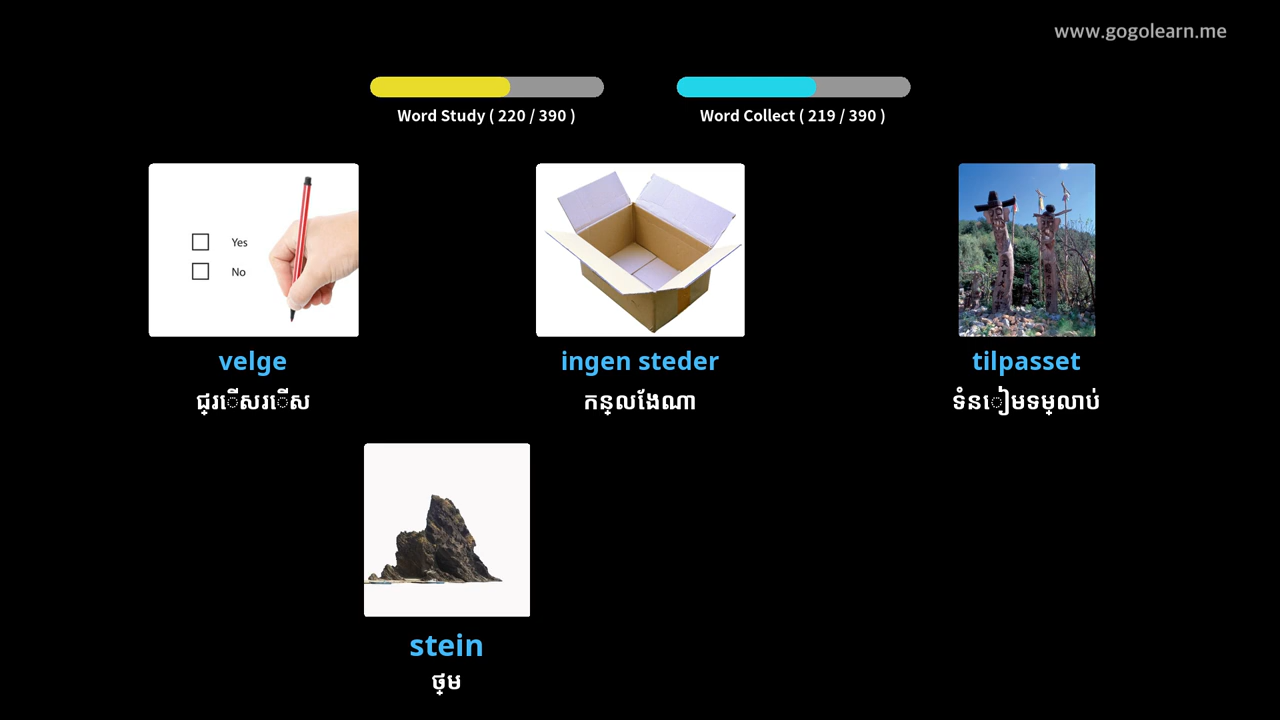 www.gogolearn.me
Word Study ( 220 / 390 )
Word Collect ( 219 / 390 )
Yes
No
velge
ជ្រើសរើស
ingen steder
កន្លែងណា
tilpasset
ទំនៀមទម្លាប់
stein
ថ្ម